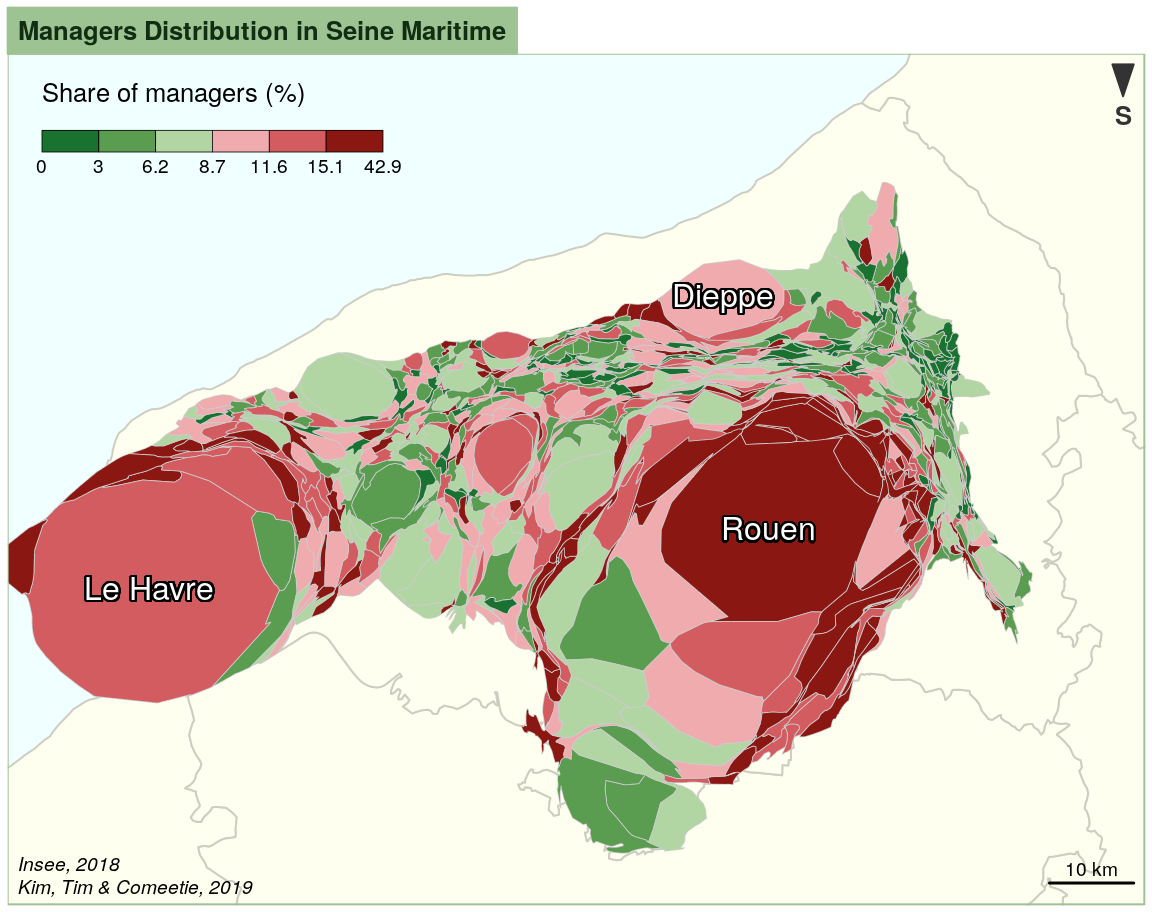 Managers Distribution in Seine Maritime
Share of managers (%)
0 3 6.2 8.7 11.6 15.1 42.9
S
Dieppe
Rouen
Le Havre
Insee, 2018
Kim, Tim & Comeetie, 2019
10 km